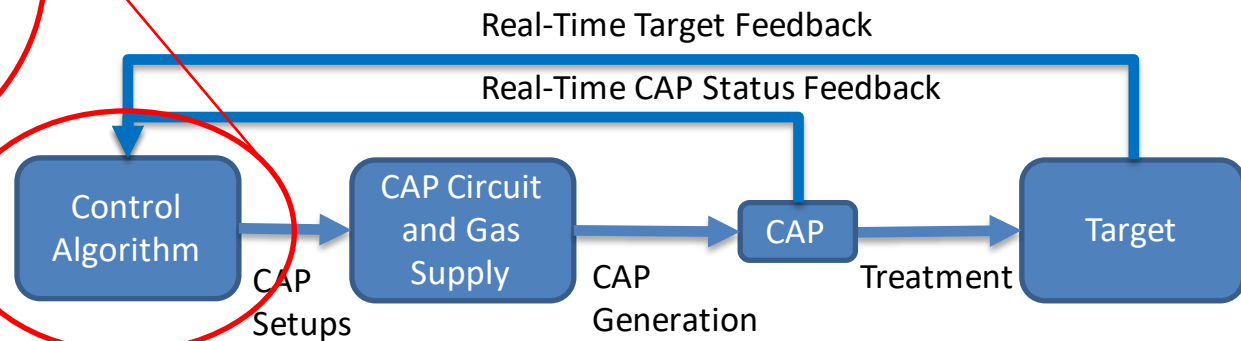 Real-Time Target Feedback
Real-Time CAP Status Feedback
Control
Algorithm
CAP
Setups
CAP Circuit
and Gas
Supply
CAP
Generation
CAP
Treatment
Target